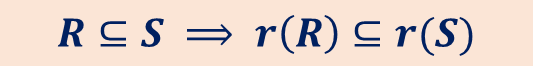 R ⊆ S ⟹ r(R) ⊆ r(S)